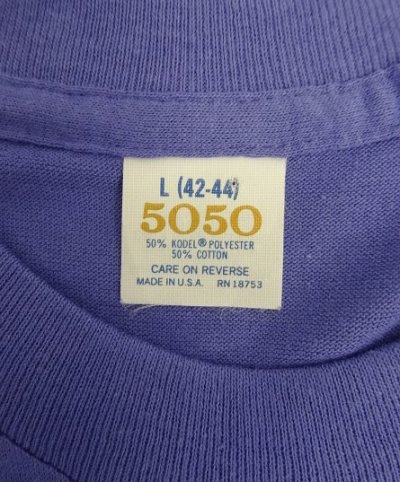 L (42-44)
5050
50% KODEL® POLYESTER
50% COTTON
CARE ON REVERSE
MADE IN U.S.A. RN 18753